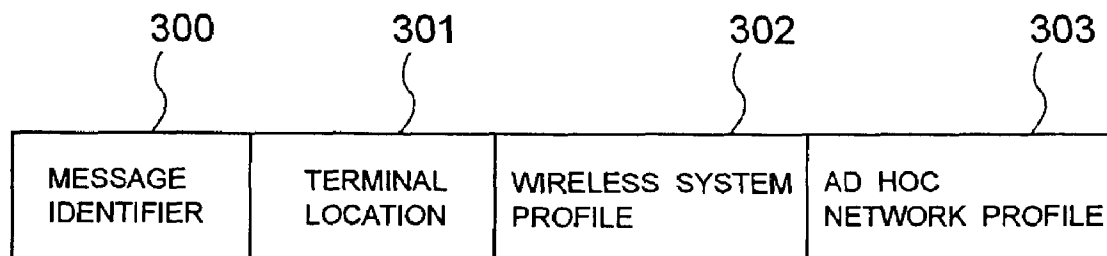 300 301 302 303
MESSAGE IDENTIFIER
TERMINAL LOCATION
WIRELESS SYSTEM PROFILE
AD HOC NETWORK PROFILE